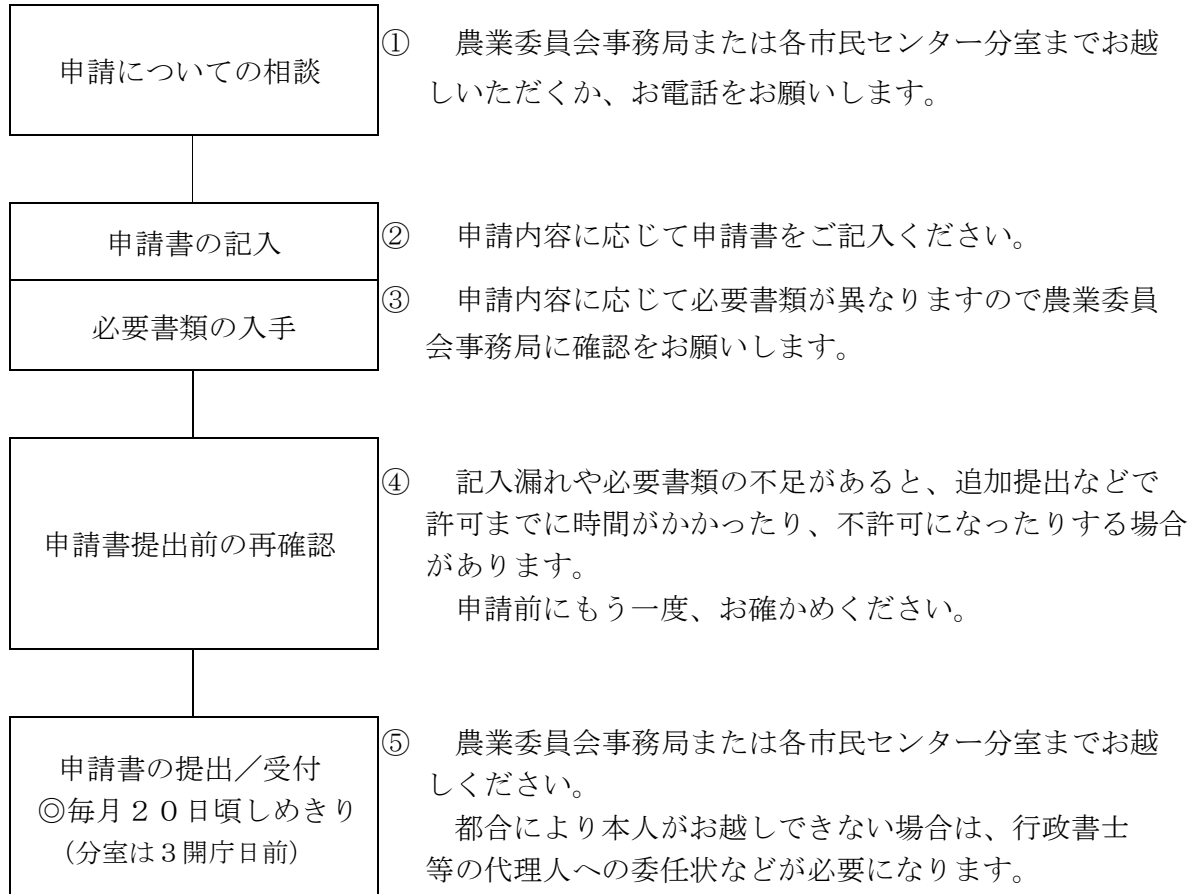 申請についての相談
①　農業委員会事務局または各市民センター分室までお越
しいただくか、お電話をお願いします。
申請書の記入
②　申請内容に応じて申請書をご記入ください。
必要書類の入手
③　申請内容に応じて必要書類が異なりますので農業委員
会事務局に確認をお願いします。
申請書提出前の再確認
④　記入漏れや必要書類の不足があると、追加提出などで
許可までに時間がかかったり、不許可になったりする場合
があります。
申請前にもう一度、お確かめください。
申請書の提出／受付
◎毎月２０日頃しめきり
（分室は３開庁日前）
⑤　農業委員会事務局または各市民センター分室までお越
しください。
都合により本人がお越しできない場合は、行政書士
等の代理人への委任状などが必要になります。